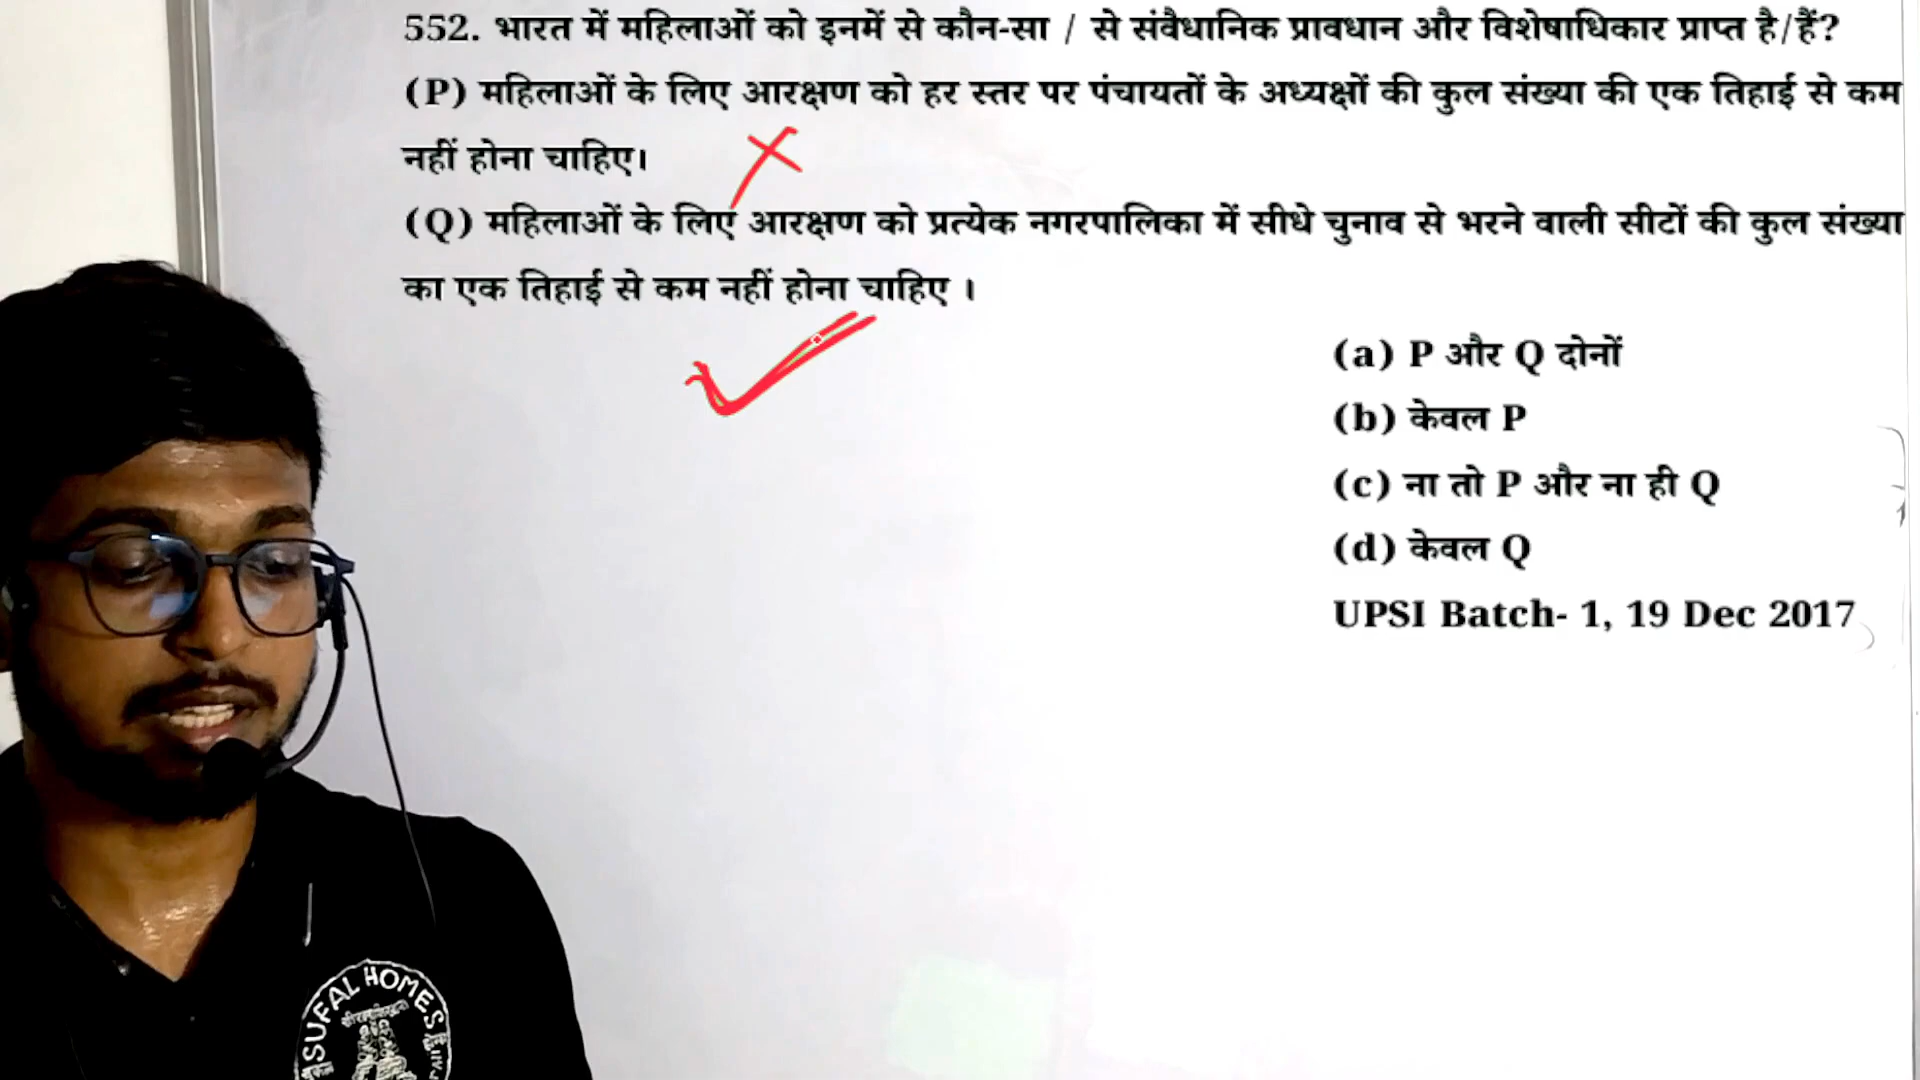 552. भारत में महिलाओं को इनमें से कौन-सा / से संवैधानिक प्रावधान और विशेषाधिकार प्राप्त है/हैं?
(P) महिलाओं के लिए आरक्षण को हर स्तर पर पंचायतों के अध्यक्षों की कुल संख्या की एक तिहाई से कम
नहीं होना चाहिए।
(Q) महिलाओं के लिए आरक्षण को प्रत्येक नगरपालिका में सीधे चुनाव से भरने वाली सीटों की कुल संख्या
का एक तिहाई से कम नहीं होना चाहिए ।
(a) P और Q दोनों
(b) केवल P
(c) ना तो P और ना ही Q
(d) केवल Q
UPSI Batch- 1, 19 Dec 2017
SUFAL HOMES